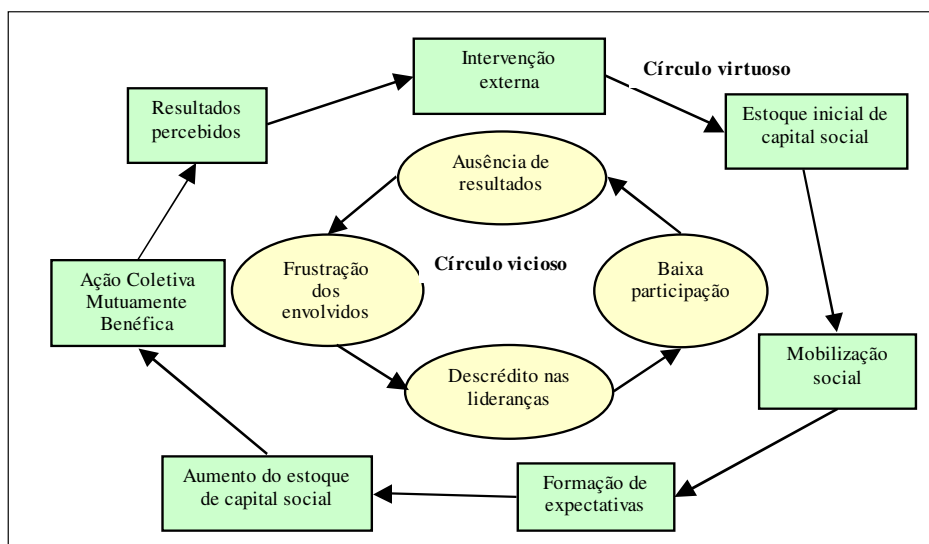 Intervenção
externa
Círculo virtuoso
Resultados
percebidos
Estoque inicial de
capital social
Ausência de
resultados
Círculo vicioso
Frustração
dos
envolvidos
Baixa
participação
Ação Coletiva
Mutuamente
Benéfica
Mobilização
social
Descrédito nas
lideranças
Aumento do estoque
de capital social
Formação de
expectativas